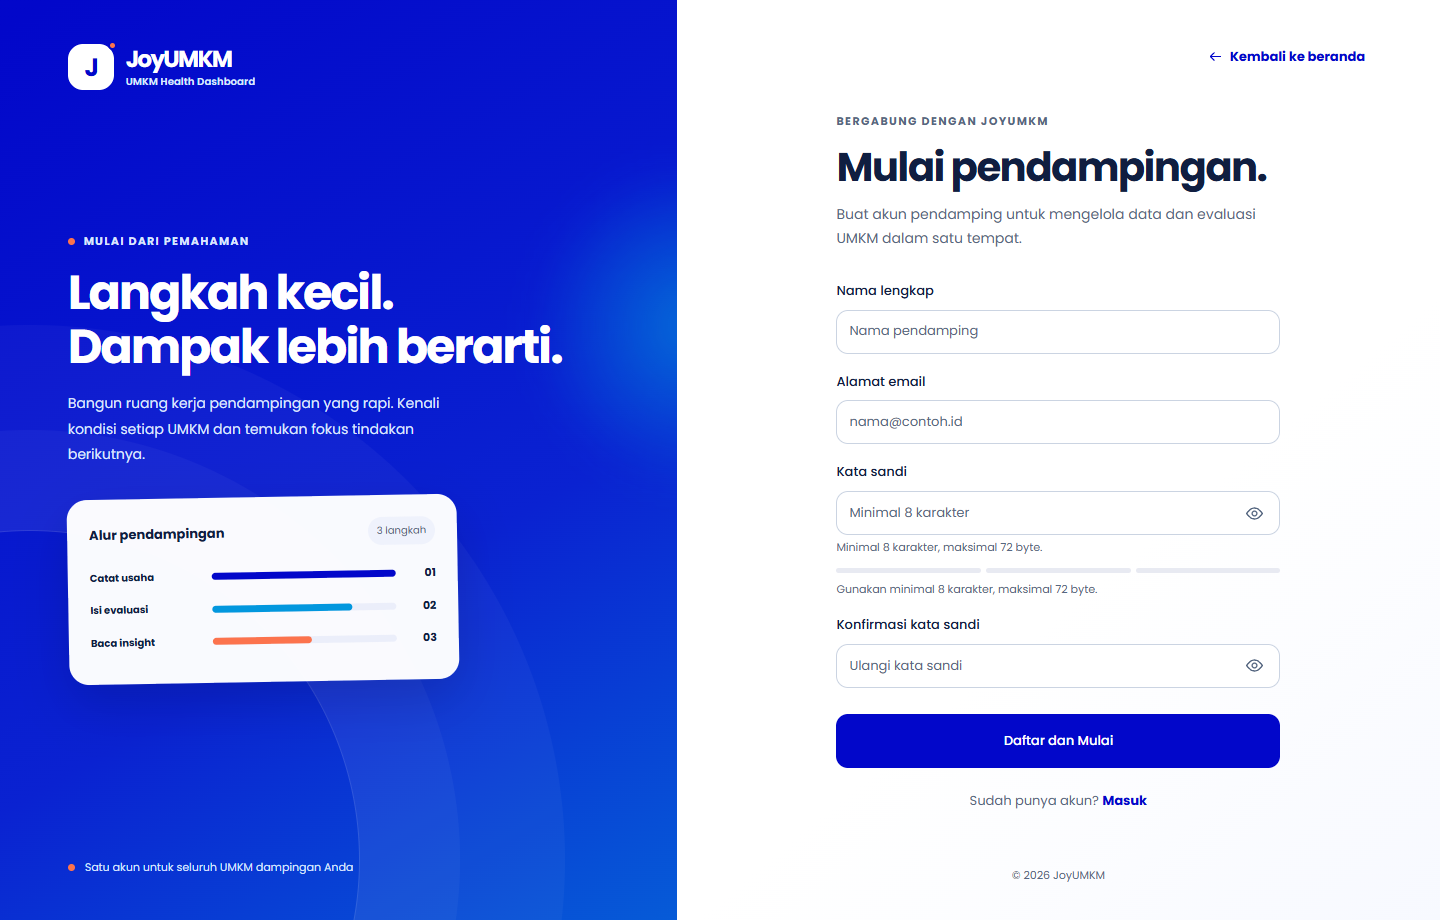 J
JoyUMKM
UMKM Health Dashboard
MULAI DARI PEMAHAMAN
Langkah kecil.
Dampak lebih berarti.
Bangun ruang kerja pendampingan yang rapi. Kenali
kondisi setiap UMKM dan temukan fokus tindakan
berikutnya.
Alur pendampingan
3 langkah
Catat usaha 01
Isi evaluasi 02
Baca insight 03
Satu akun untuk seluruh UMKM dampingan Anda
← Kembali ke beranda
BERGABUNG DENGAN JOYUMKM
Mulai pendampingan.
Buat akun pendamping untuk mengelola data dan evaluasi
UMKM dalam satu tempat.
Nama lengkap
Nama pendamping
Alamat email
nama@contoh.id
Kata sandi
Minimal 8 karakter
Minimal 8 karakter, maksimal 72 byte.
Gunakan minimal 8 karakter, maksimal 72 byte.
Konfirmasi kata sandi
Ulangi kata sandi
Daftar dan Mulai
Sudah punya akun? Masuk
© 2026 JoyUMKM